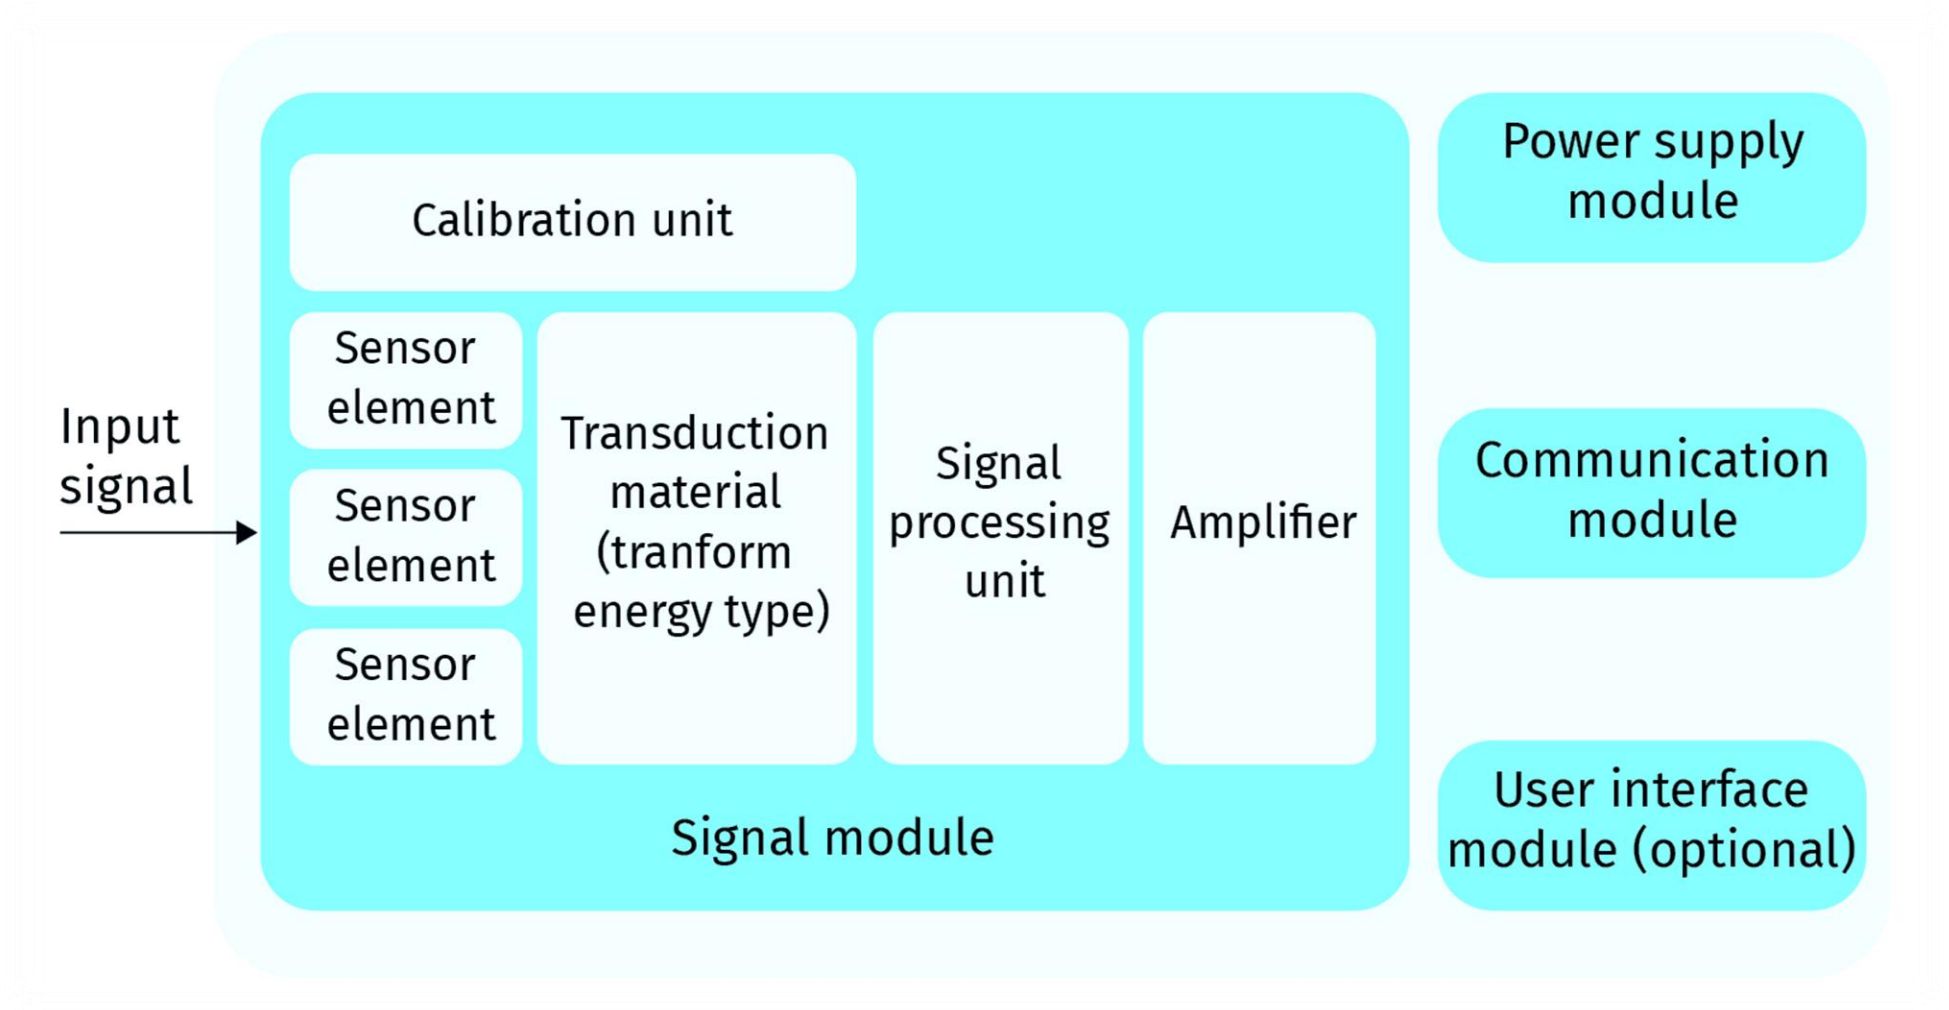 Input
signal
Calibration unit
Sensor
element
Sensor
element
Sensor
element
Transduction
material
(tranform
energy type)
Signal
processing
unit
Amplifier
Signal module
Power supply
module
Communication
module
User interface
module (optional)